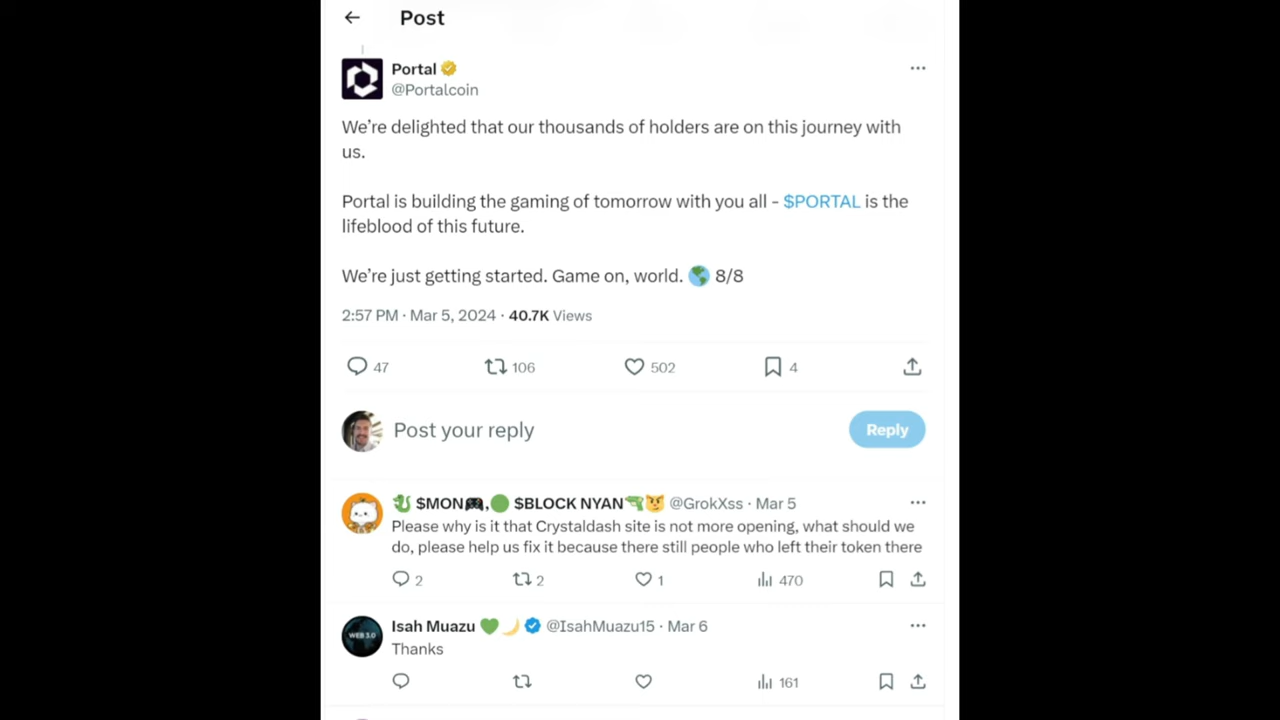 Post
Portal
@Portalcoin
We’re delighted that our thousands of holders are on this journey with
us.
Portal is building the gaming of tomorrow with you all - $PORTAL is the
lifeblood of this future.
We’re just getting started. Game on, world. 🌎 8/8
2:57 PM · Mar 5, 2024 · 40.7K Views
47 106 502 4
Post your reply
Reply
🐉 $MON🎮,🟢 $BLOCK NYAN🔫😼 @GrokXss · Mar 5
Please why is it that Crystaldash site is not more opening, what should we
do, please help us fix it because there still people who left their token there
2 2 1 470
WEB 3.0
Isah Muazu 💚🌙 @IsahMuazu15 · Mar 6
Thanks
161